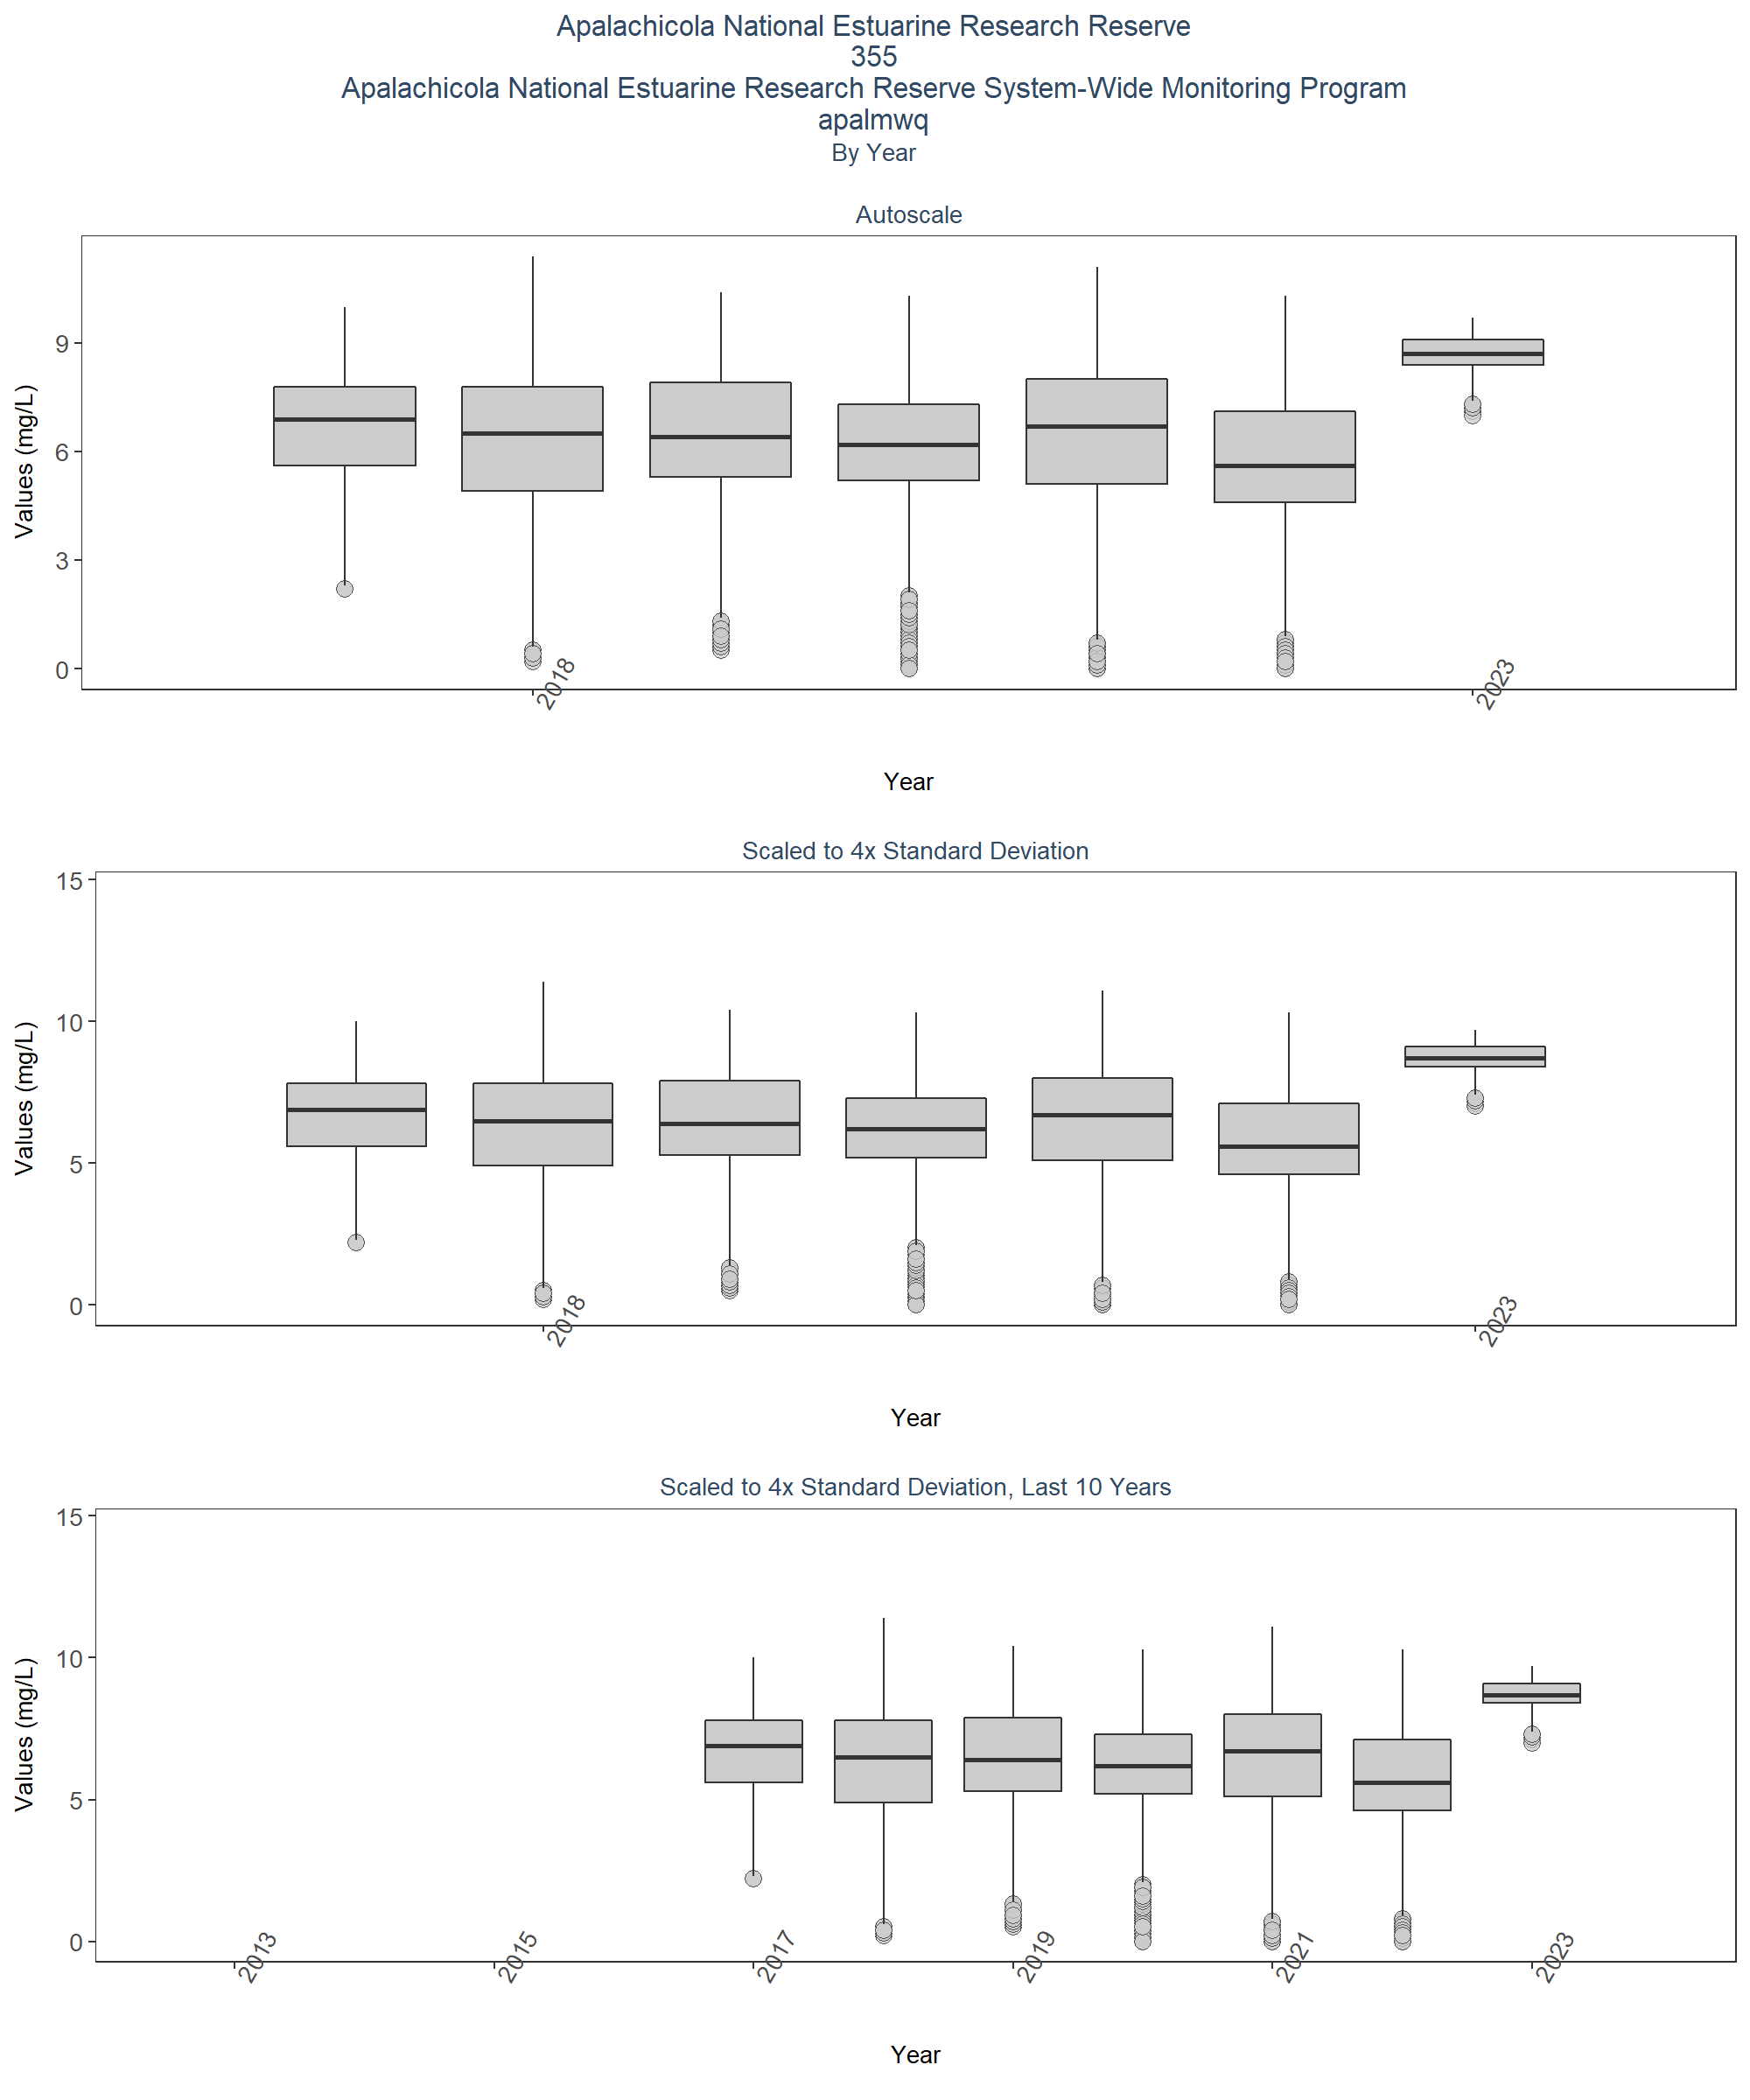 Apalachicola National Estuarine Research Reserve
355
Apalachicola National Estuarine Research Reserve System-Wide Monitoring Program
apalmwq
By Year
Autoscale
Values (mg/L)
9
6
3
0
2018
2023
Year
Scaled to 4x Standard Deviation
Values (mg/L)
15
10
5
0
2018
2023
Year
Scaled to 4x Standard Deviation, Last 10 Years
Values (mg/L)
15
10
5
0
2013
2015
2017
2019
2021
2023
Year